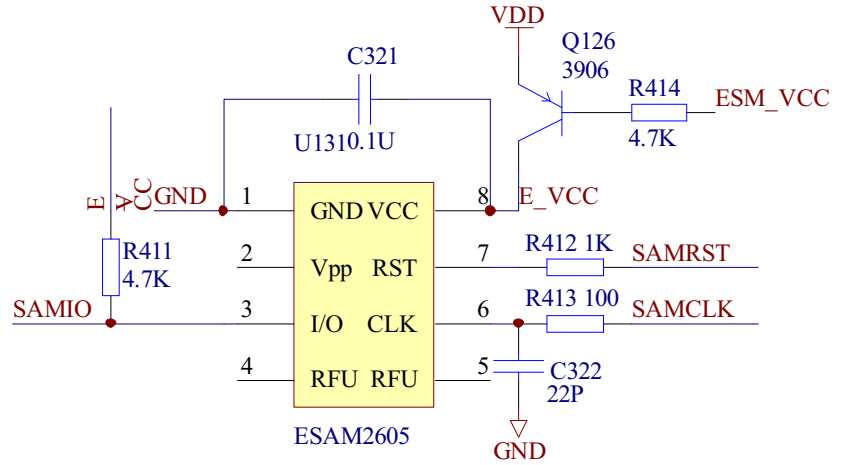 VDD
Q126
3906
C321
R414
ESM_VCC
U131
0.1U
4.7K
E_VCC
GND
1
8
E_VCC
GND VCC
R411
4.7K
2
Vpp RST
7
R412 1K
SAMRST
SAMIO
3
I/O CLK
6
R413 100
SAMCLK
4
RFU RFU
5
C322
22P
ESAM2605
GND